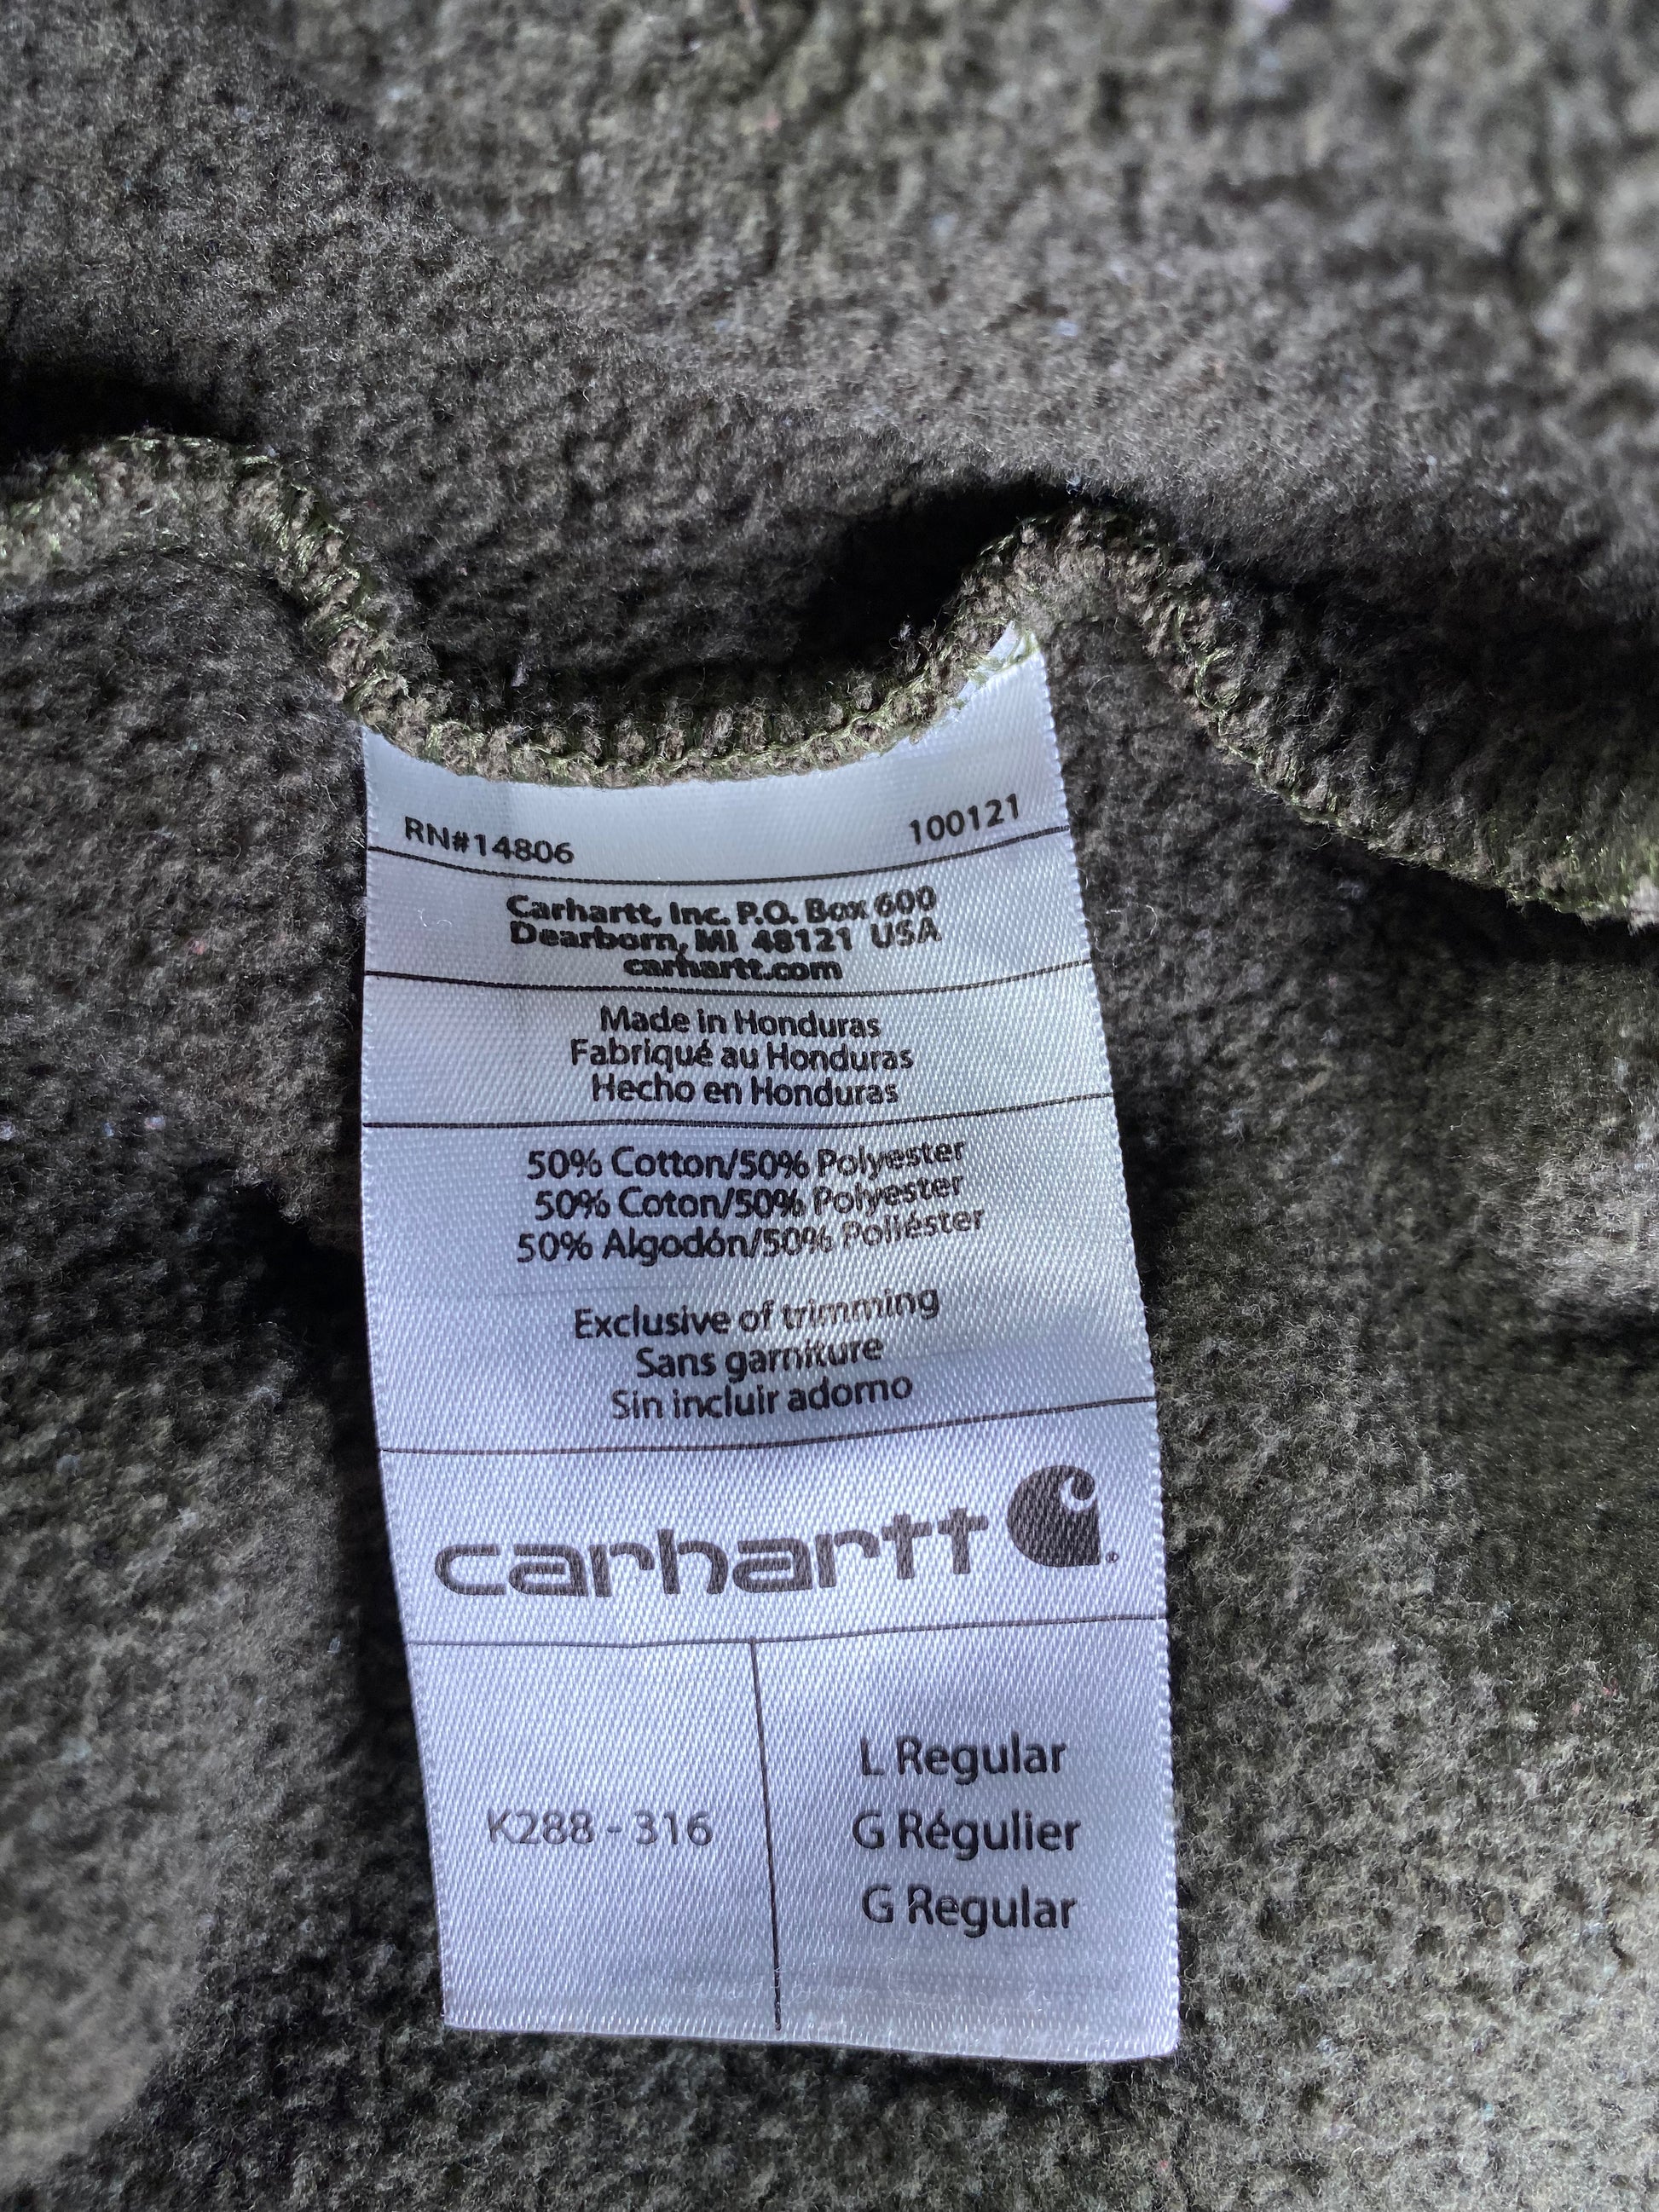 RN#14806 100121
Carhartt, Inc. P.O. Box 600
Dearborn, MI 48121 USA
carhartt.com
Made in Honduras
Fabriqué au Honduras
Hecho en Honduras
50% Cotton/50% Polyester
50% Coton/50% Polyester
50% Algodón/50% Poliéster
Exclusive of trimming
Sans garniture
Sin incluir adorno
carhartt
K288 - 316
L Regular
G Régulier
G Regular